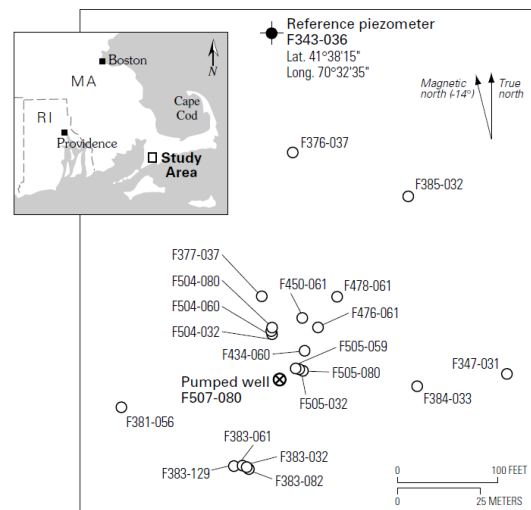 Reference piezometer
F343-036
Lat. 41°38'15"
Long. 70°32'35"
Boston
N
MA
Cape
Cod
RI
Providence
Study
Area
Magnetic
north (-14°)
True
north
F376-037
F385-032
F377-037
F504-080
F450-061
F478-061
F504-060
F476-061
F504-032
F434-060
F505-059
F505-080
F347-031
Pumped well
F507-080
F505-032
F384-033
F381-056
F383-061
F383-032
F383-129
F383-082
0 100 FEET
0 25 METERS